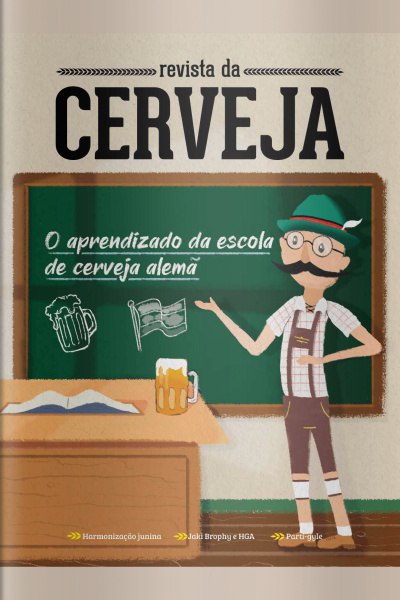 revista da
CERVEJA
O aprendizado da escola
de cerveja alemã
Harmonização junina
Jaki Brophy e HGA
Parti-gyle